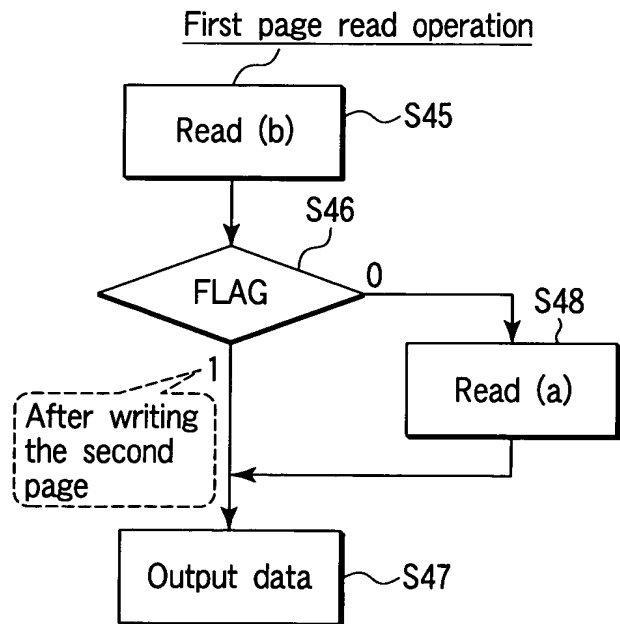 First page read operation
Read (b)
S45
S46
FLAG
0
S48
Read (a)
1
After writing
the second
page
Output data
S47